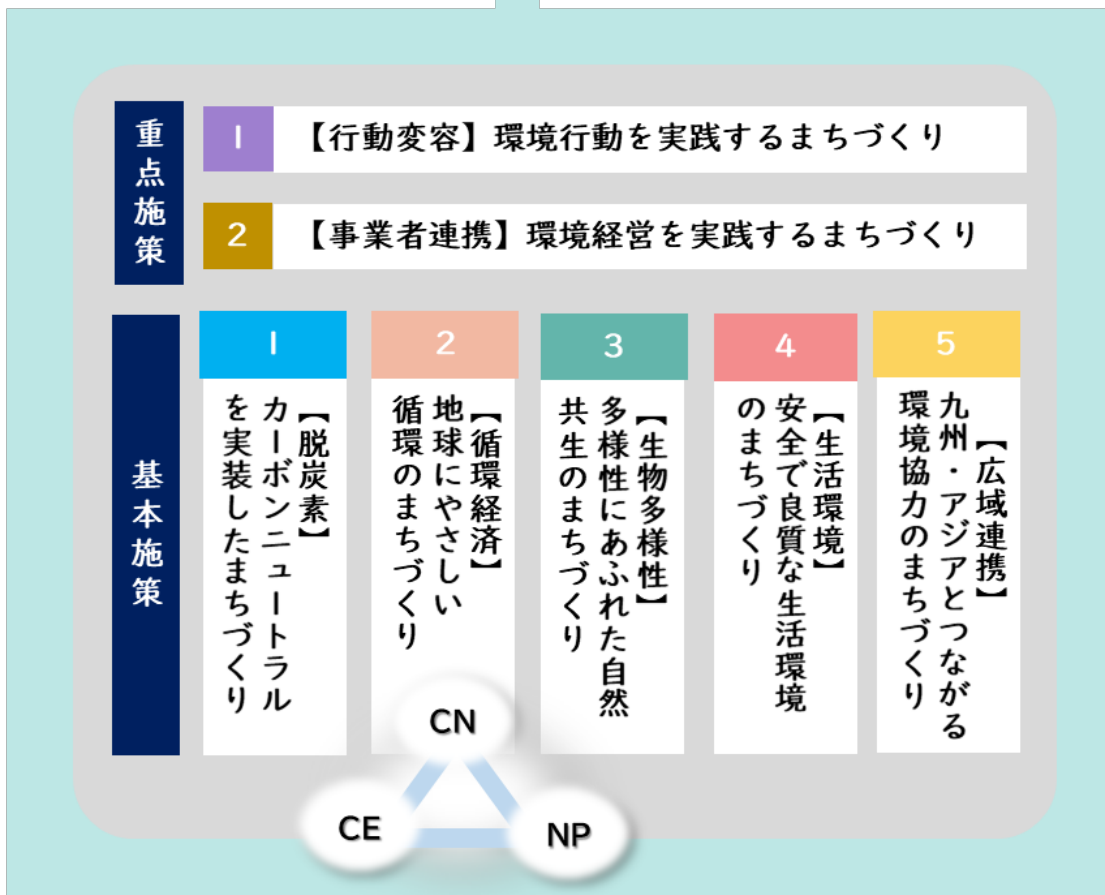 重点施策
1
【行動変容】環境行動を実践するまちづくり
2
【事業者連携】環境経営を実践するまちづくり
基本施策
1
【脱炭素】
カーボンニュートラル
を実装したまちづくり
2
【循環経済】
地球にやさしい
循環のまちづくり
3
【生物多様性】
多様性にあふれた自然
共生のまちづくり
4
【生活環境】
安全で良質な生活環境
のまちづくり
5
【広域連携】
九州・アジアとつながる
環境協力のまちづくり
CN
CE
NP